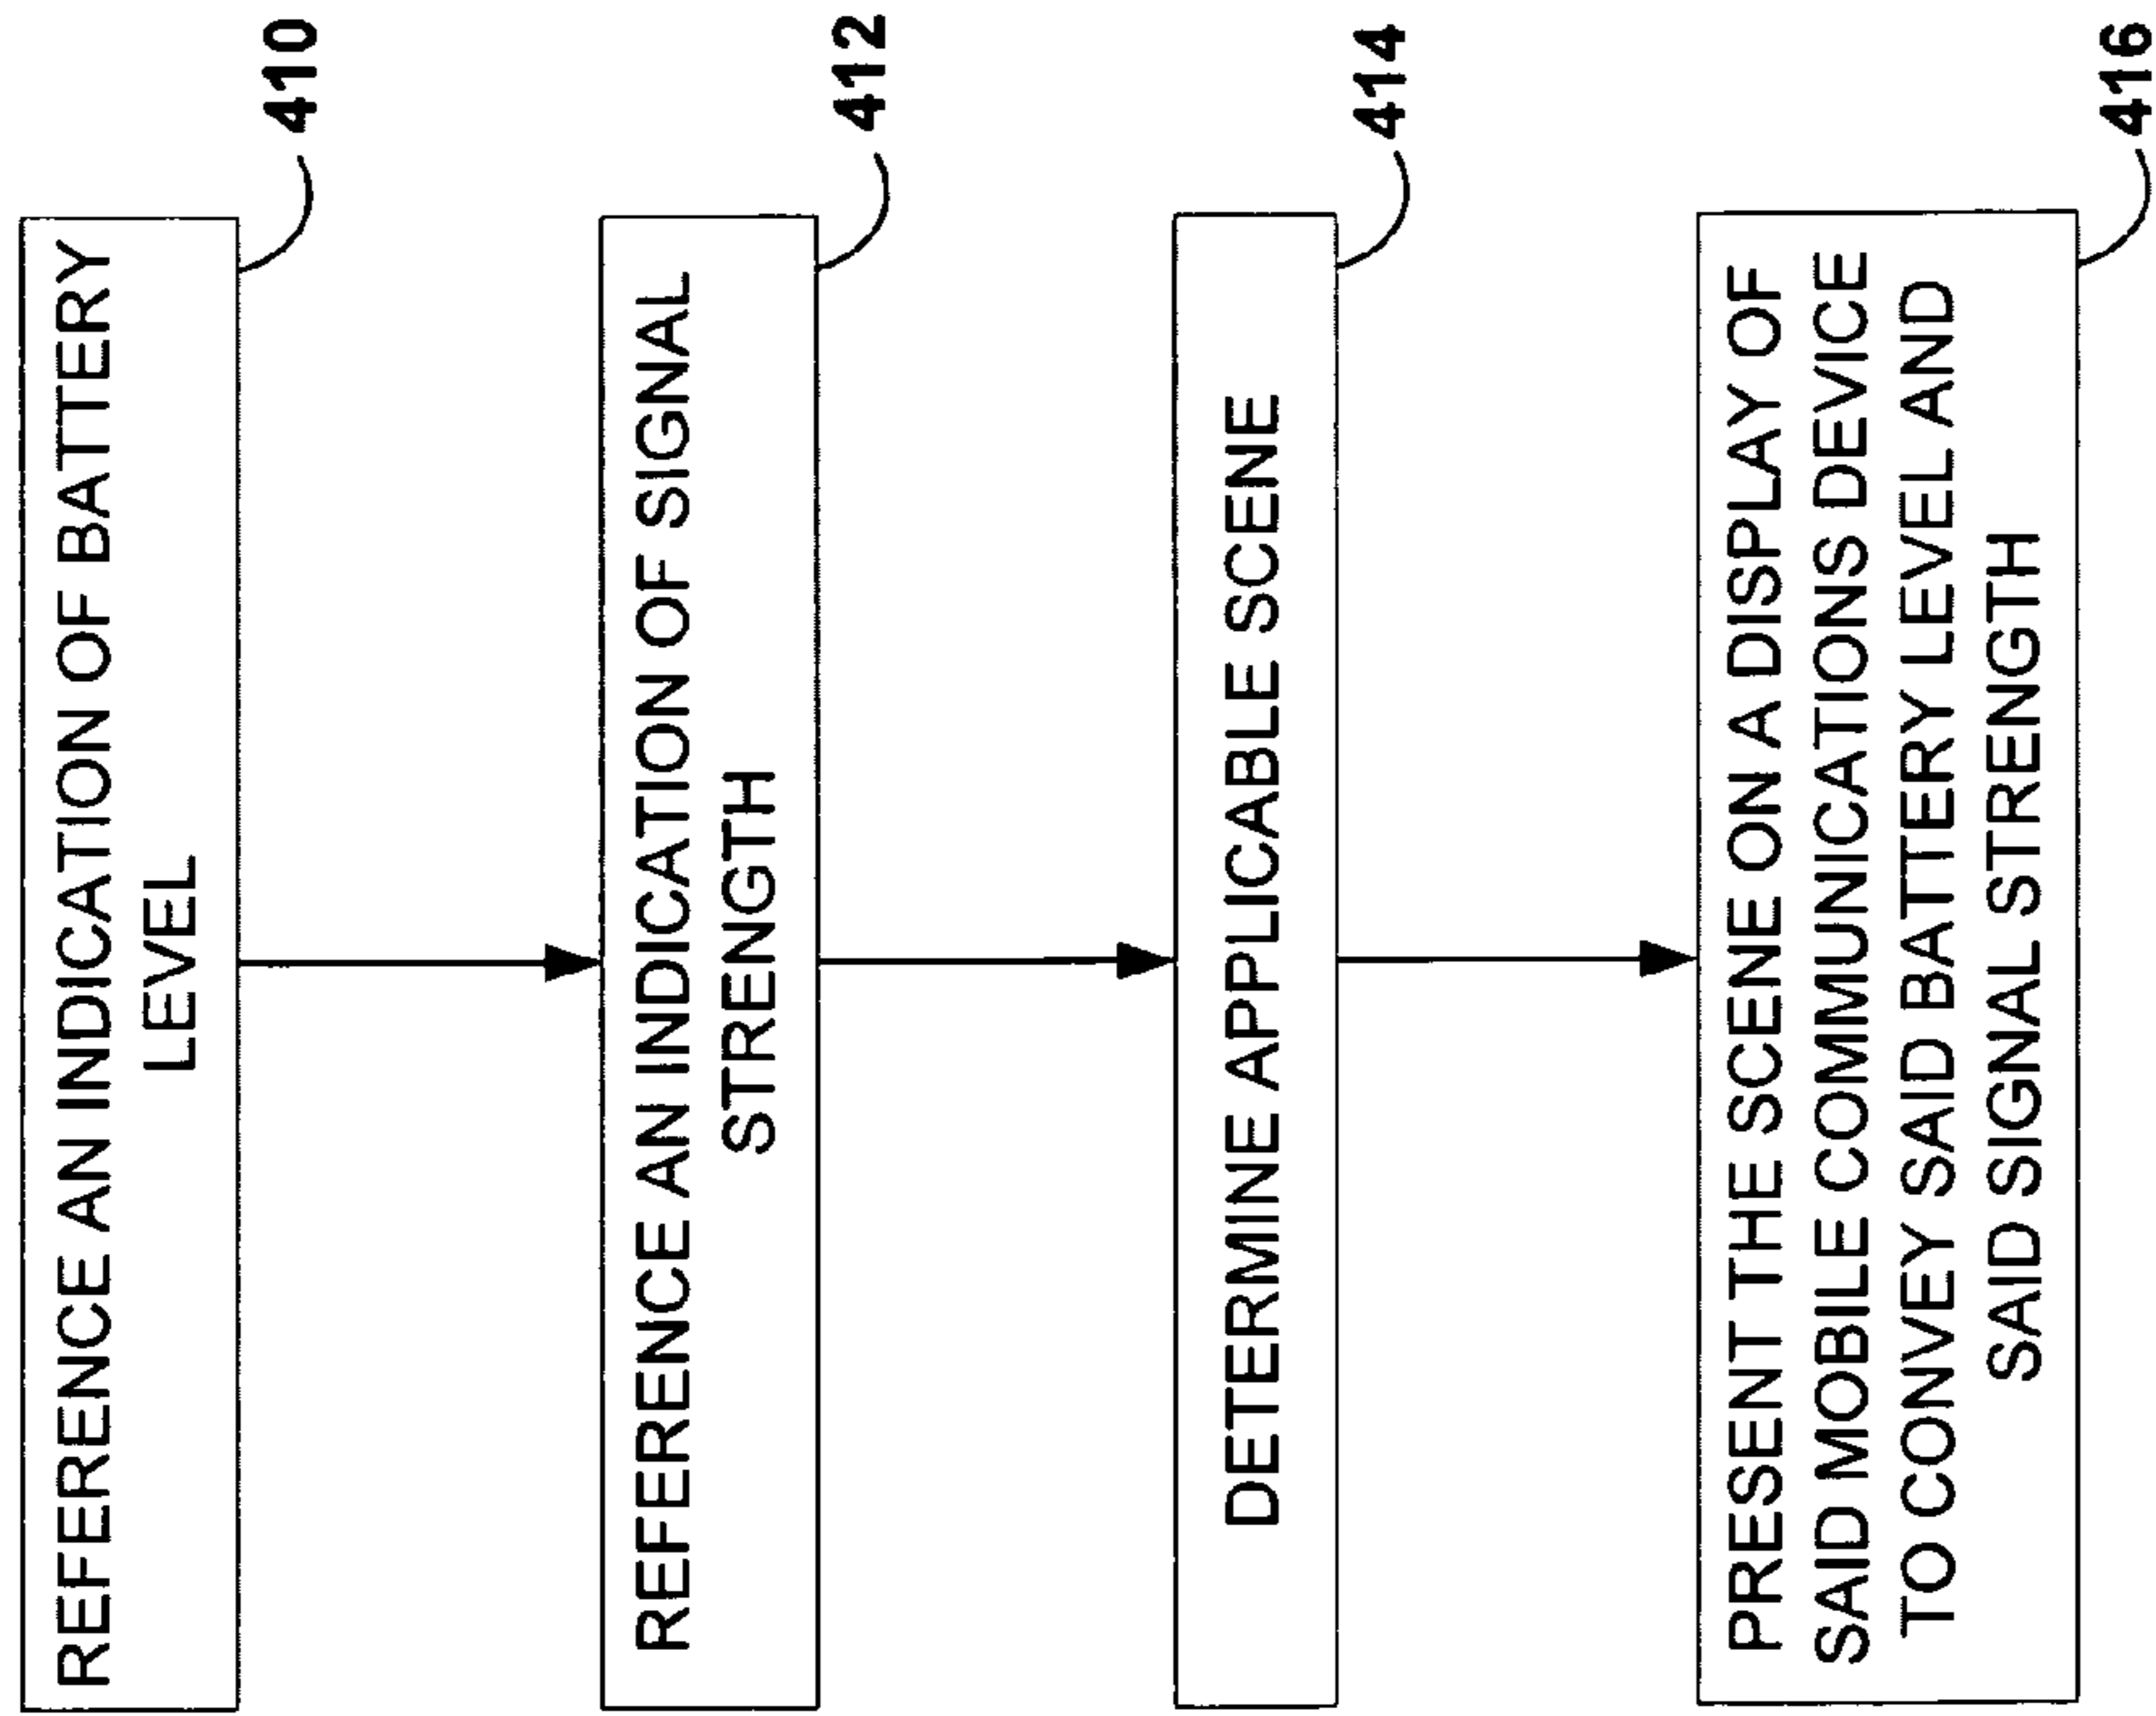 REFERENCE AN INDICATION OF BATTERY
LEVEL
410
REFERENCE AN INDICATION OF SIGNAL
STRENGTH
412
DETERMINE APPLICABLE SCENE
414
PRESENT THE SCENE ON A DISPLAY OF
SAID MOBILE COMMUNICATIONS DEVICE
TO CONVEY SAID BATTERY LEVEL AND
SAID SIGNAL STRENGTH
416